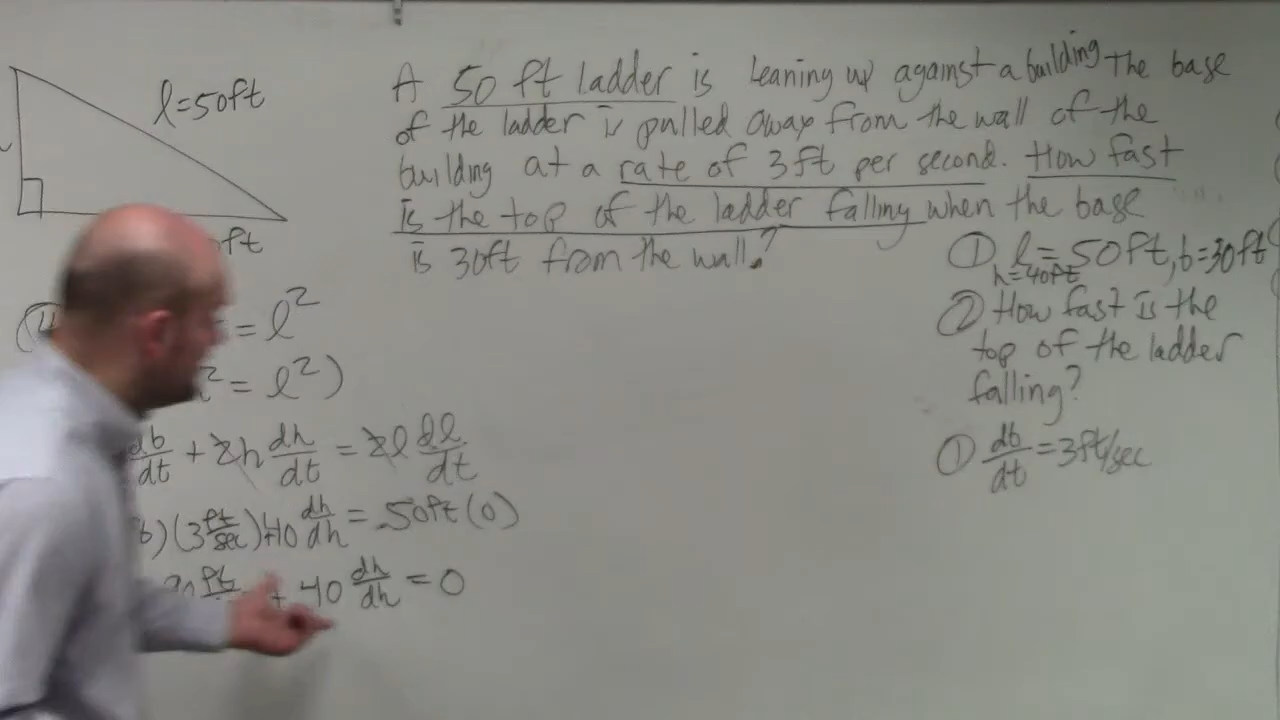 l=50ft
A 50 ft ladder is leaning up against a building the base
of the ladder is pulled away from the wall of the
building at a rate of 3ft per second. How fast
is the top of the ladder falling when the base
is 30ft from the wall?
ft
① l=50ft, b=30ft
h=40ft
② How fast is the
top of the ladder
falling?
① db/dt = 3ft/sec
= l²
² = l²)
db/dt + 2h dh/dt = 2l dl/dt
) (3 ft/sec) + 40 dh/dh = 50ft (0)
+ 40 dh/dh = 0